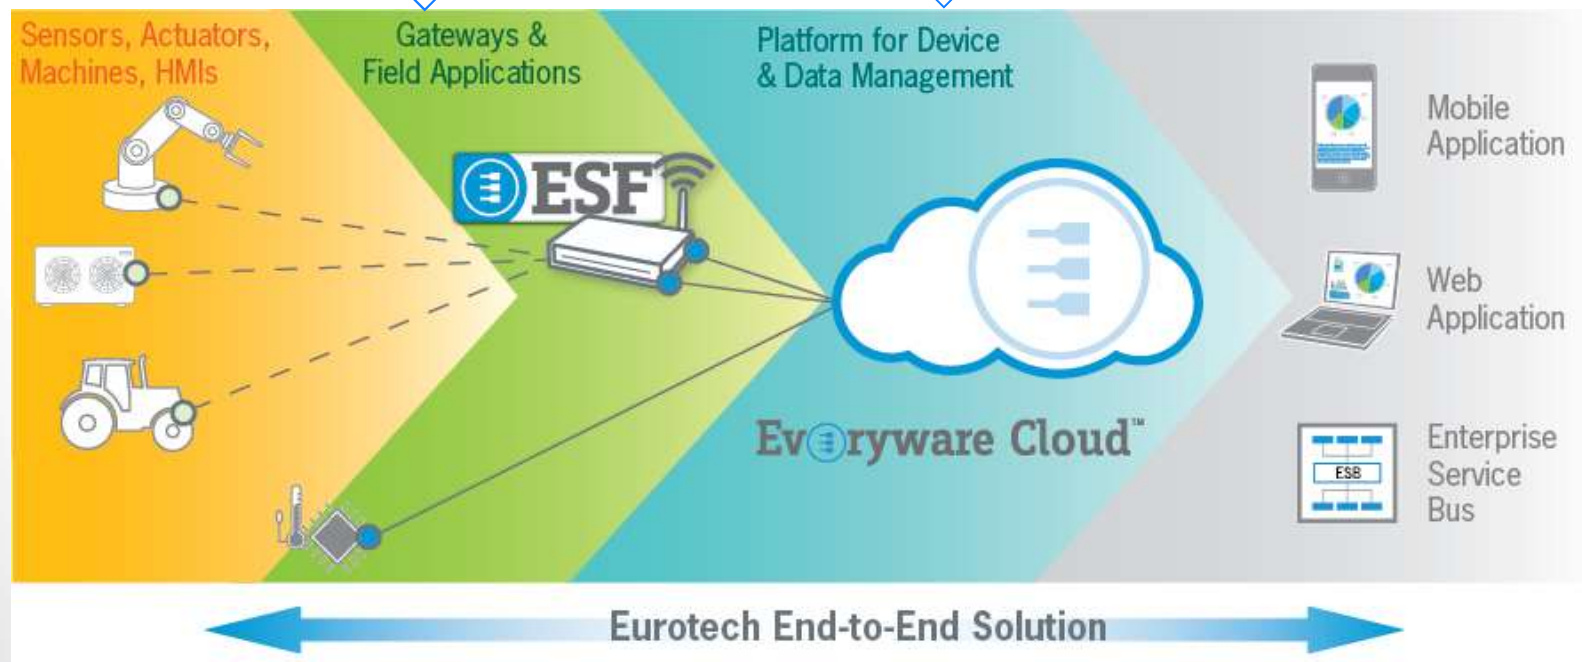 Sensors, Actuators,
Machines, HMIs
Gateways &
Field Applications
Platform for Device
& Data Management
ESF
Everyware Cloud™
Mobile
Application
Web
Application
ESB
Enterprise
Service
Bus
Eurotech End-to-End Solution